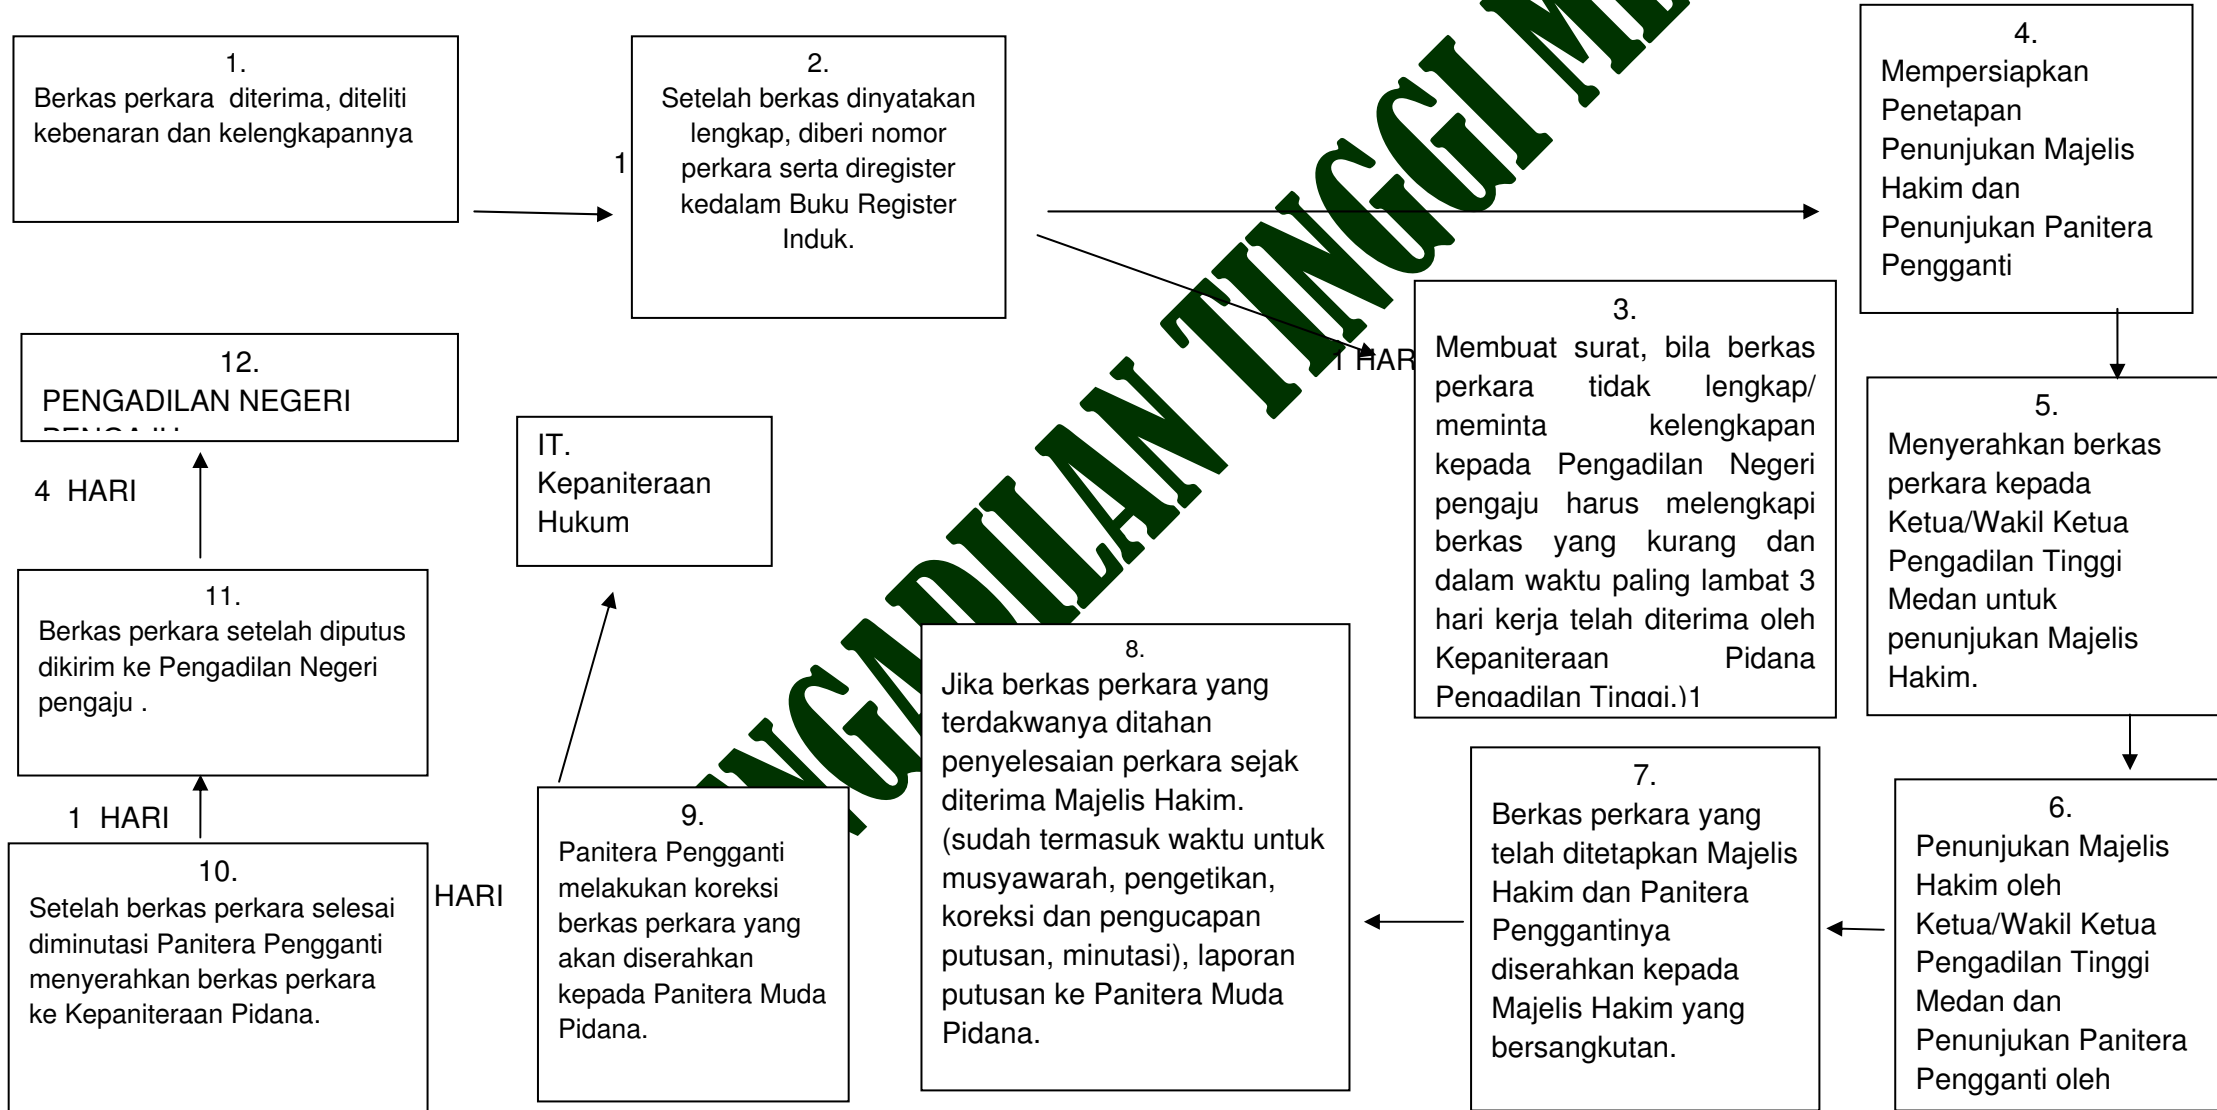 1.
Berkas perkara diterima, diteliti
kebenaran dan kelengkapannya
1
2.
Setelah berkas dinyatakan
lengkap, diberi nomor
perkara serta diregister
kedalam Buku Register
Induk.
1 HAR
3.
Membuat surat, bila berkas
perkara tidak lengkap/
meminta kelengkapan
kepada Pengadilan Negeri
pengaju harus melengkapi
berkas yang kurang dan
dalam waktu paling lambat 3
hari kerja telah diterima oleh
Kepaniteraan Pidana
Pengadilan Tinggi.)1
4.
Mempersiapkan
Penetapan
Penunjukan Majelis
Hakim dan
Penunjukan Panitera
Pengganti
5.
Menyerahkan berkas
perkara kepada
Ketua/Wakil Ketua
Pengadilan Tinggi
Medan untuk
penunjukan Majelis
Hakim.
6.
Penunjukan Majelis
Hakim oleh
Ketua/Wakil Ketua
Pengadilan Tinggi
Medan dan
Penunjukan Panitera
Pengganti oleh
7.
Berkas perkara yang
telah ditetapkan Majelis
Hakim dan Panitera
Penggantinya
diserahkan kepada
Majelis Hakim yang
bersangkutan.
8.
Jika berkas perkara yang
terdakwanya ditahan
penyelesaian perkara sejak
diterima Majelis Hakim.
(sudah termasuk waktu untuk
musyawarah, pengetikan,
koreksi dan pengucapan
putusan, minutasi), laporan
putusan ke Panitera Muda
Pidana.
9.
Panitera Pengganti
melakukan koreksi
berkas perkara yang
akan diserahkan
kepada Panitera Muda
Pidana.
IT.
Kepaniteraan
Hukum
HARI
10.
Setelah berkas perkara selesai
diminutasi Panitera Pengganti
menyerahkan berkas perkara
ke Kepaniteraan Pidana.
1 HARI
11.
Berkas perkara setelah diputus
dikirim ke Pengadilan Negeri
pengaju .
4 HARI
12.
PENGADILAN NEGERI
NGADILAN TINGGI ME